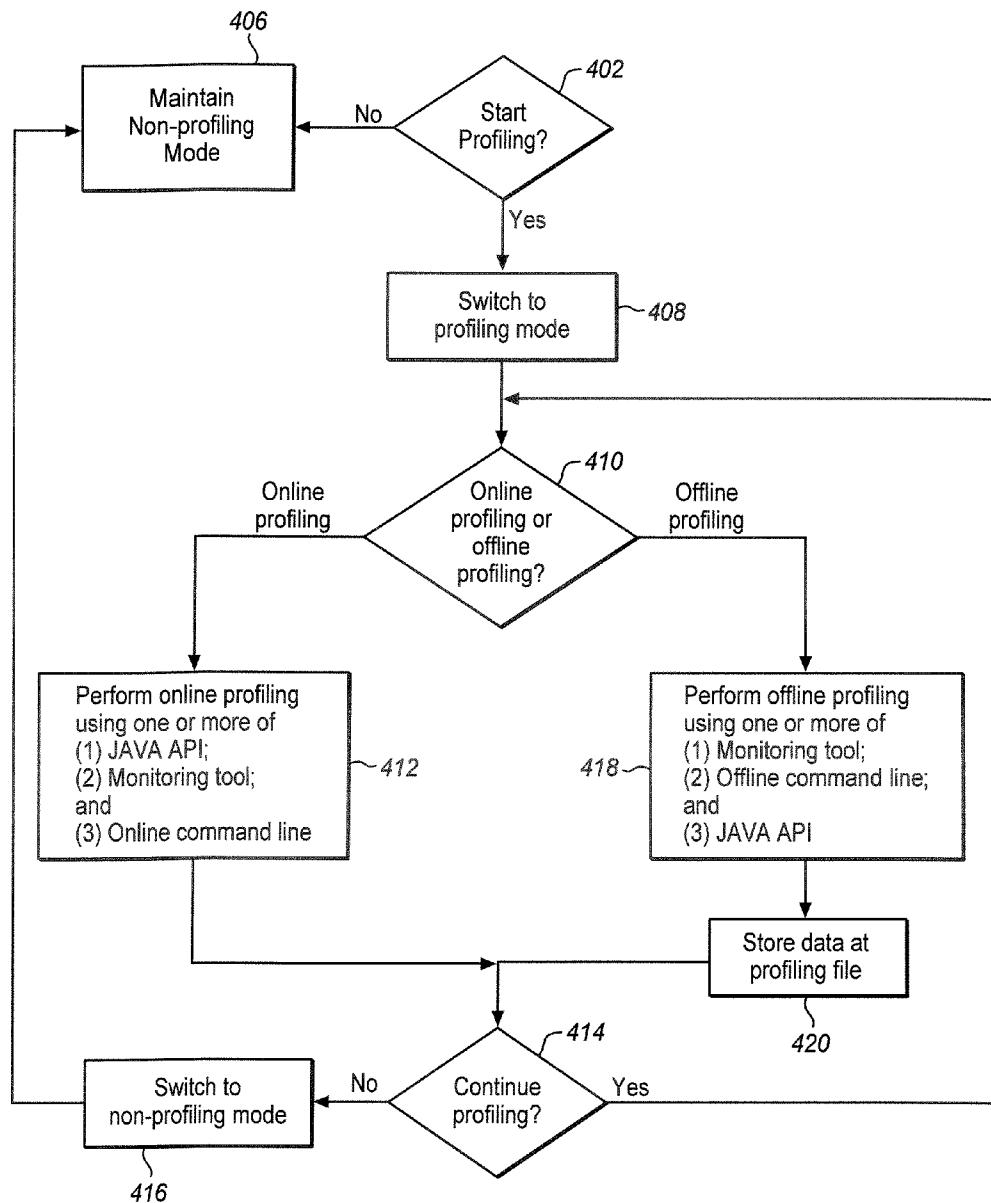 406
Maintain
Non-profiling
Mode
No
402
Start
Profiling?
Yes
Switch to
profiling mode
408
410
Online
profiling
Online
profiling or
offline
profiling?
Offline
profiling
Perform online profiling
using one or more of
(1) JAVA API;
(2) Monitoring tool;
and
(3) Online command line
412
418
Perform offline profiling
using one or more of
(1) Monitoring tool;
(2) Offline command line;
and
(3) JAVA API
Store data at
profiling file
420
414
Continue
profiling?
No
Yes
Switch to
non-profiling mode
416